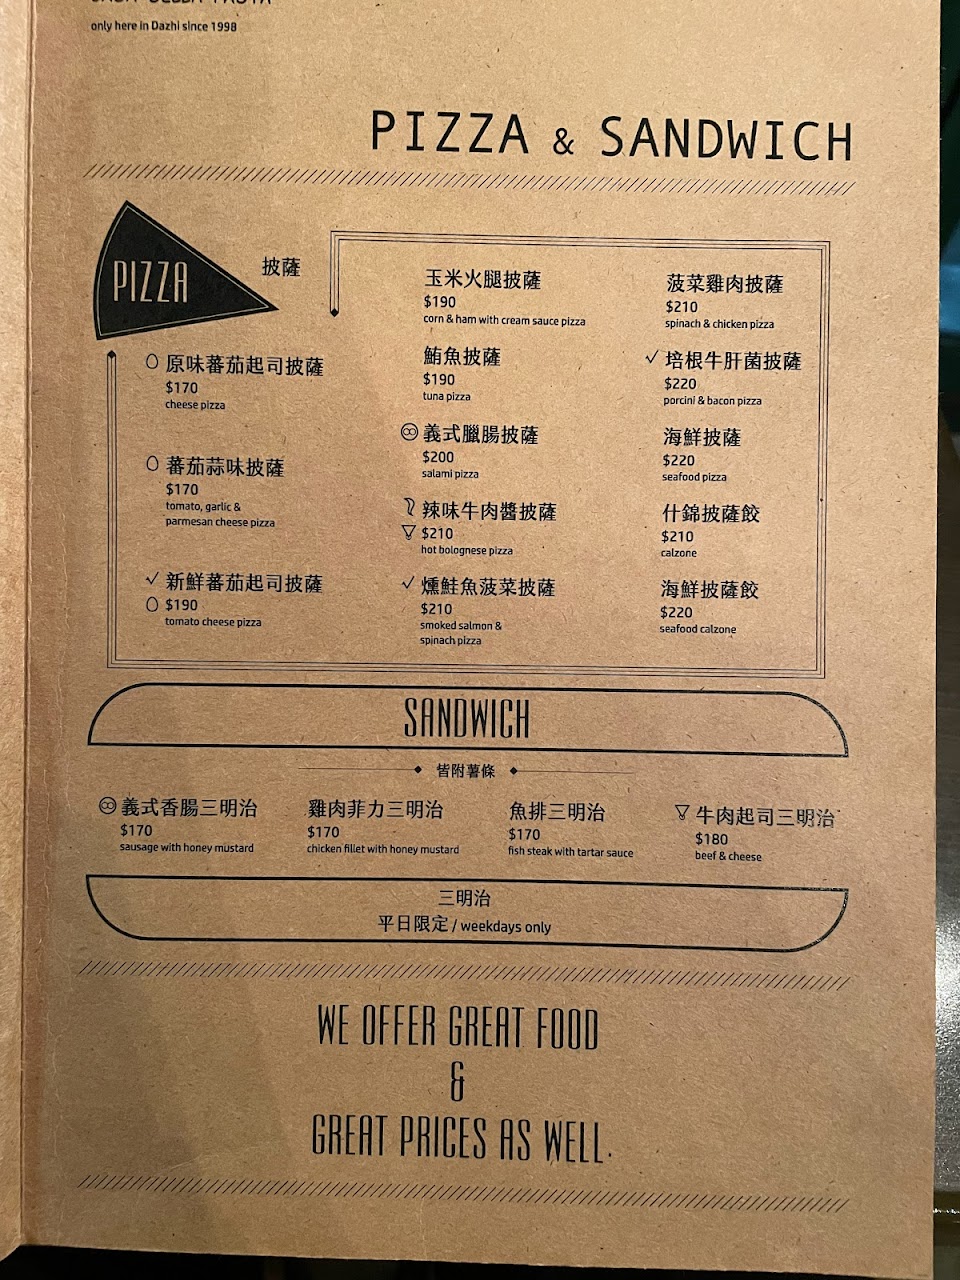 only here in Dazhi since 1998
PIZZA & SANDWICH
PIZZA
披薩
原味蕃茄起司披薩
$170
cheese pizza
蕃茄蒜味披薩
$170
tomato, garlic &
parmesan cheese pizza
新鮮蕃茄起司披薩
$190
tomato cheese pizza
玉米火腿披薩
$190
corn & ham with cream sauce pizza
鮪魚披薩
$190
tuna pizza
義式臘腸披薩
$200
salami pizza
辣味牛肉醬披薩
$210
hot bolognese pizza
燻鮭魚菠菜披薩
$210
smoked salmon &
spinach pizza
菠菜雞肉披薩
$210
spinach & chicken pizza
培根牛肝菌披薩
$220
porcini & bacon pizza
海鮮披薩
$220
seafood pizza
什錦披薩餃
$210
calzone
海鮮披薩餃
$220
seafood calzone
SANDWICH
皆附薯條
義式香腸三明治
$170
sausage with honey mustard
雞肉菲力三明治
$170
chicken fillet with honey mustard
魚排三明治
$170
fish steak with tartar sauce
牛肉起司三明治
$180
beef & cheese
三明治
平日限定 / weekdays only
WE OFFER GREAT FOOD
&
GREAT PRICES AS WELL.